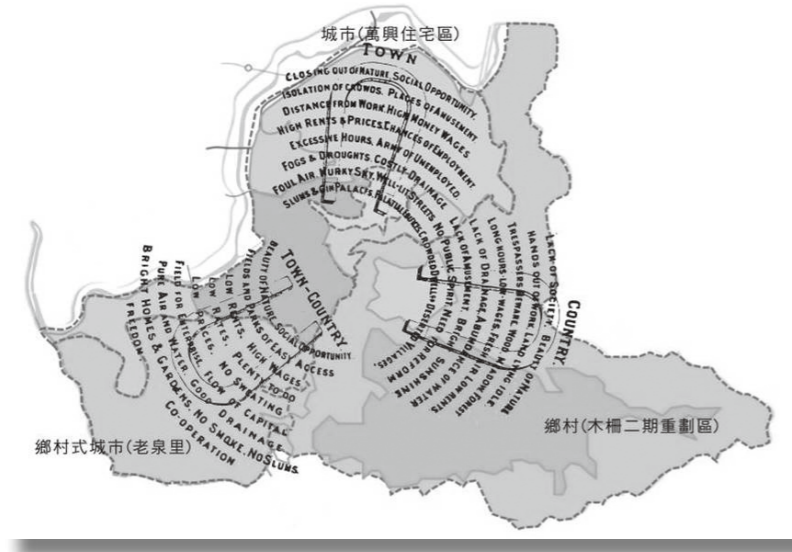 城市(萬興住宅區)
TOWN
CLOSING OUT OF NATURE. SOCIAL OPPORTUNITY.
ISOLATION OF CROWDS. PLACES OF AMUSEMENT
DISTANCE FROM WORK. HIGH MONEY WAGES.
HIGH RENTS & PRICES. CHANCES OF EMPLOYMENT.
EXCESSIVE HOURS. ARMY OF UNEMPLOYED.
FOGS & DROUGHTS. COSTLY DRAINAGE
FOUL AIR. MURKY SKY. WELL-LIT STREETS.
SLUMS & GIN PALACES.
COUNTRY
LACK OF SOCIETY. BEAUTY OF NATURE
HANDS OUT OF WORK. LAND LYING IDLE
TRESPASSERS BEWARE. WOOD MEADOW FOREST
LONG HOURS. LOW WAGES. FRESH AIR. LOW RENTS.
LACK OF DRAINAGE. ABUNDANCE OF WATER
LACK OF AMUSEMENT. BRIGHT SUNSHINE
NO PUBLIC SPIRIT. NEED FOR REFORM
CROWDED VILLAGES.
鄉村(木柵二期重劃區)
TOWN-COUNTRY
BEAUTY OF NATURE. SOCIAL OPPORTUNITY.
FIELDS AND PARKS OF EASY ACCESS
LOW RENTS. HIGH WAGES.
LOW RATES. PLENTY TO DO
LOW PRICES. NO SWEATING
FIELD FOR ENTERPRISE. FLOW OF CAPITAL
PURE AIR AND WATER. GOOD DRAINAGE.
BRIGHT HOMES & GARDENS. NO SMOKE. NO SLUMS.
FREEDOM. CO-OPERATION
鄉村式城市(老泉里)